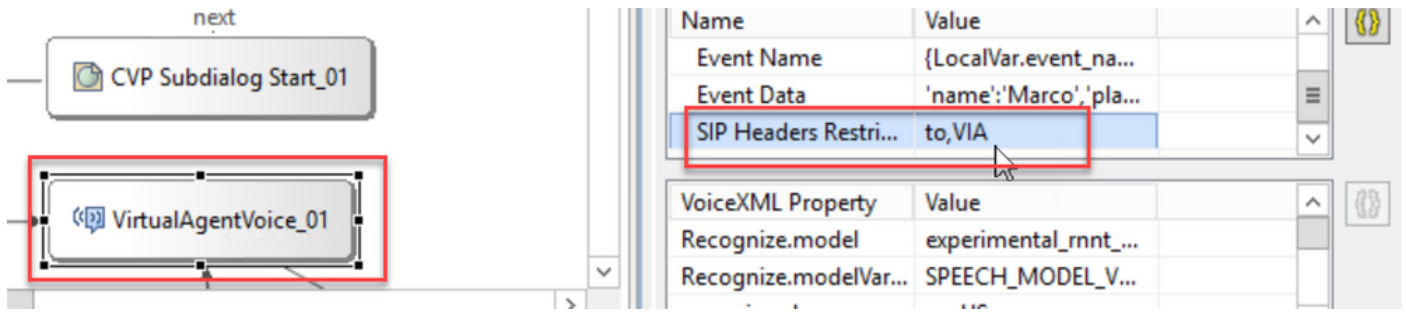 next
CVP Subdialog Start_01
VirtualAgentVoice_01
Name Value
Event Name {LocalVar.event_na...
Event Data 'name':'Marco','pla...
SIP Headers Restri... to,VIA
VoiceXML Property Value
Recognize.model experimental_rnnt_...
Recognize.modelVar... SPEECH_MODEL_V...